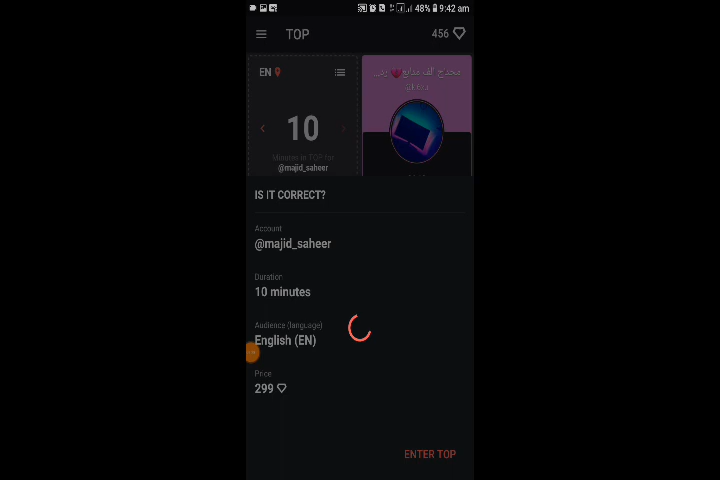 48% 9:42 am
TOP
456
EN
10
Minutes in TOP for
@majid_saheer
IS IT CORRECT?
Account
@majid_saheer
Duration
10 minutes
Audience (language)
English (EN)
Price
299
ENTER TOP